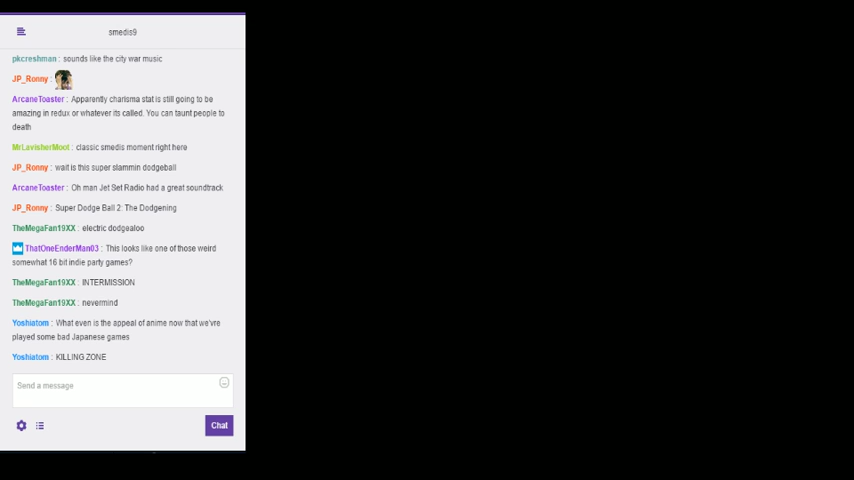 smedis9
pkcreshman : sounds like the city war music
JP_Ronny :
ArcaneToaster : Apparently charisma stat is still going to be
amazing in redux or whatever its called. You can taunt people to
death
MrLavisherMoot : classic smedis moment right here
JP_Ronny : wait is this super slammin dodgeball
ArcaneToaster : Oh man Jet Set Radio had a great soundtrack
JP_Ronny : Super Dodge Ball 2: The Dodgening
TheMegaFan19XX : electric dodgealoo
ThatOneEnderMan03 : This looks like one of those weird
somewhat 16 bit indie party games?
TheMegaFan19XX : INTERMISSION
TheMegaFan19XX : nevermind
Yoshiatom : What even is the appeal of anime now that we'vre
played some bad Japanese games
Yoshiatom : KILLING ZONE
Send a message
Chat